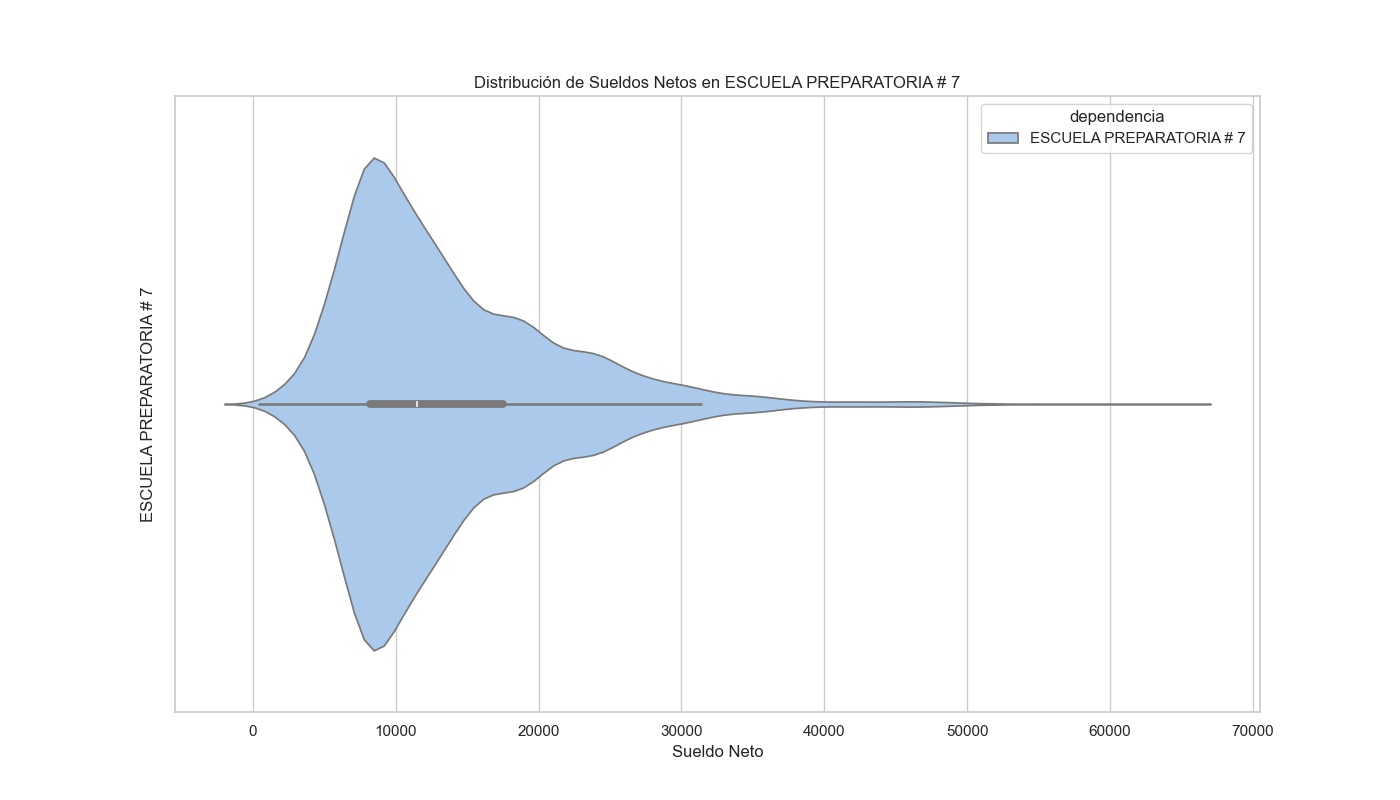 Distribución de Sueldos Netos en ESCUELA PREPARATORIA # 7
dependencia
ESCUELA PREPARATORIA # 7
ESCUELA PREPARATORIA # 7
0
10000
20000
30000
40000
50000
60000
70000
Sueldo Neto